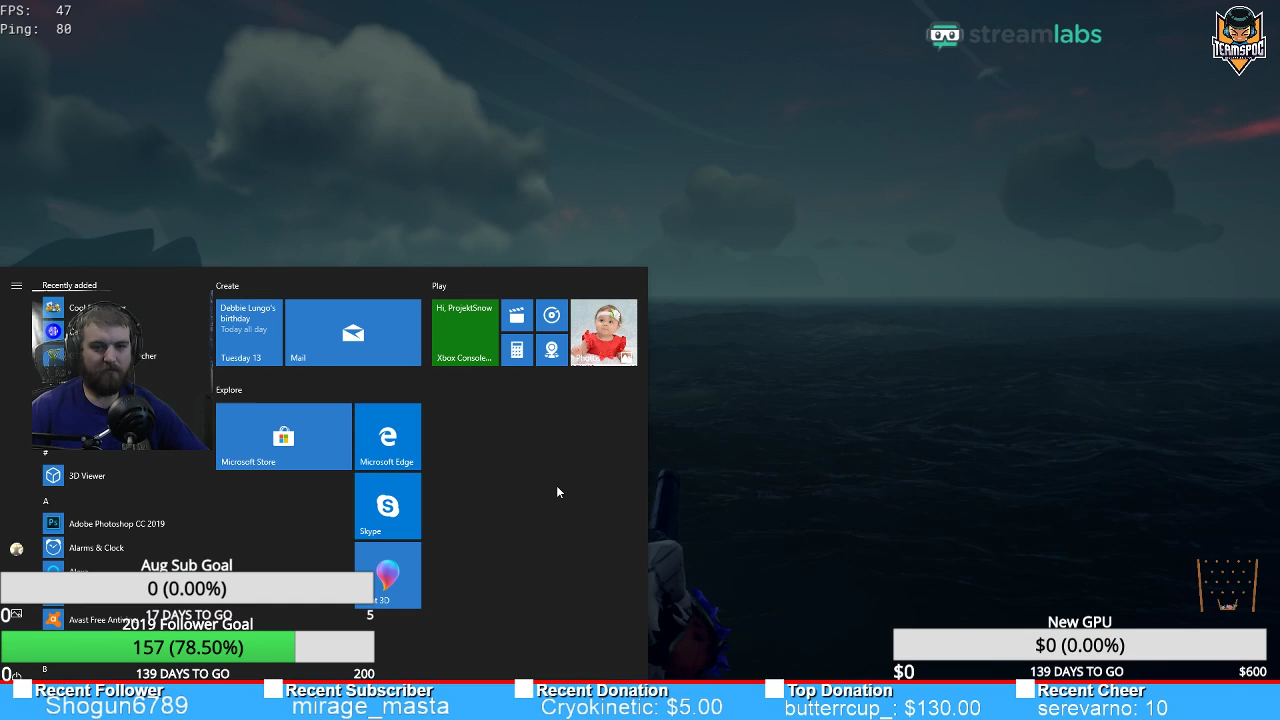 FPS: 47
Ping: 80
streamlabs
TEAMSPOG
Recently added
Create
Play
Debbie Lungo's
birthday
Today all day
Tuesday 13
Mail
Hi, ProjektSnow
Xbox Console...
Explore
Microsoft Store
Microsoft Edge
#
3D Viewer
A
Adobe Photoshop CC 2019
Skype
Alarms & Clock
Aug Sub Goal
0 (0.00%)
0
17 DAYS TO GO
5
Avast Free
2019 Follower Goal
157 (78.50%)
B
0
139 DAYS TO GO
200
New GPU
$0 (0.00%)
$0
139 DAYS TO GO
$600
Recent Follower
Shogun6789
Recent Subscriber
mirage_masta
Recent Donation
Cryokinetic: $5.00
Top Donation
buttercup_: $130.00
Recent Cheer
serevarno: 10